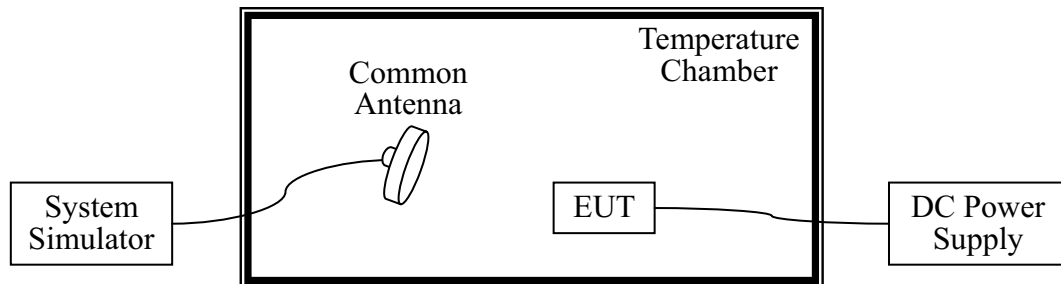 Temperature
Chamber
Common
Antenna
System
Simulator
EUT
DC Power
Supply